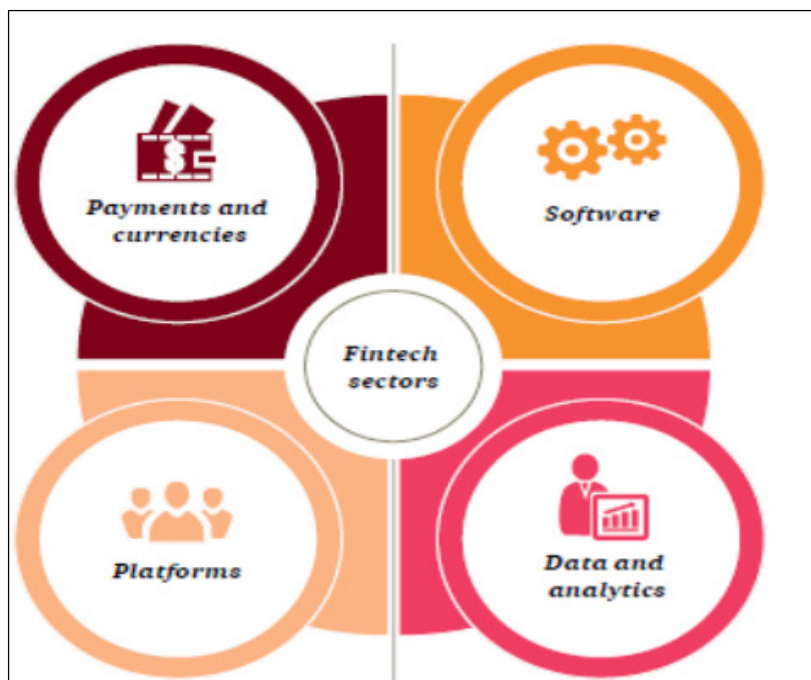 Payments and
currencies
Software
Fintech
sectors
Platforms
Data and
analytics